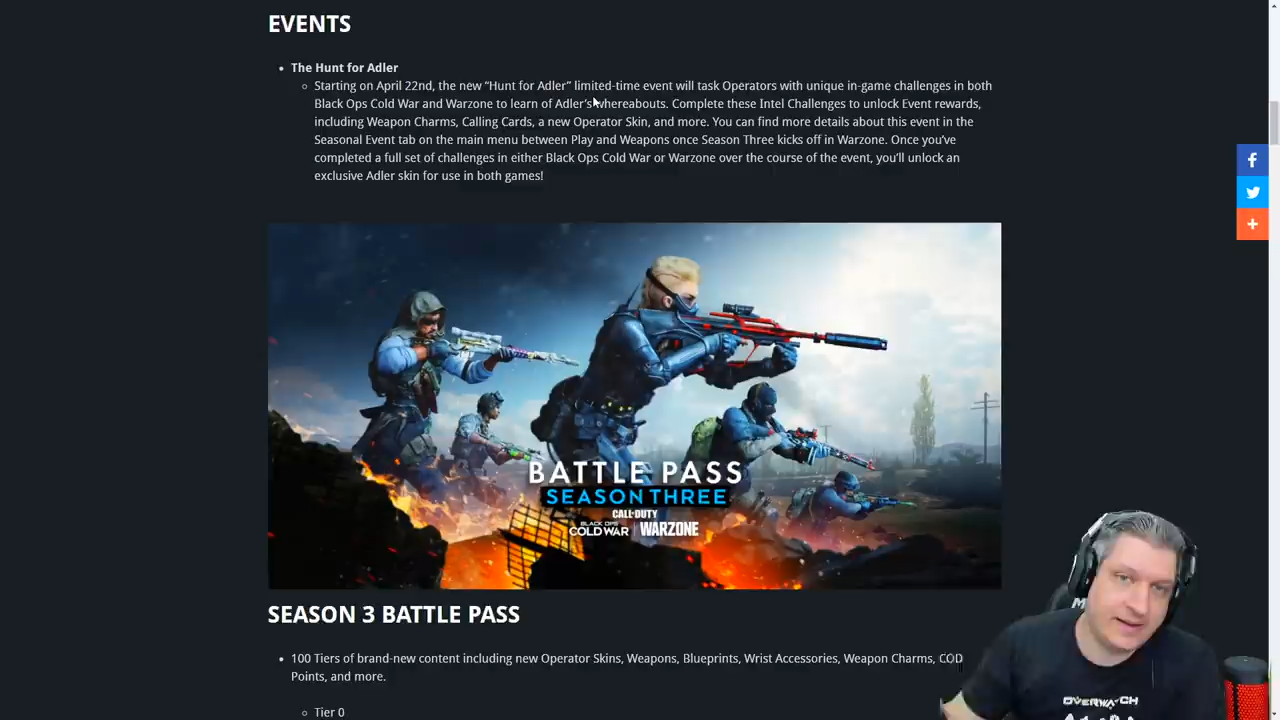 EVENTS
The Hunt for Adler
Starting on April 22nd, the new “Hunt for Adler” limited-time event will task Operators with unique in-game challenges in both
Black Ops Cold War and Warzone to learn of Adler’s whereabouts. Complete these Intel Challenges to unlock Event rewards,
including Weapon Charms, Calling Cards, a new Operator Skin, and more. You can find more details about this event in the
Seasonal Event tab on the main menu between Play and Weapons once Season Three kicks off in Warzone. Once you’ve
completed a full set of challenges in either Black Ops Cold War or Warzone over the course of the event, you’ll unlock an
exclusive Adler skin for use in both games!
BATTLE PASS
SEASON THREE
CALL OF DUTY
BLACK OPS
COLD WAR | WARZONE
SEASON 3 BATTLE PASS
100 Tiers of brand-new content including new Operator Skins, Weapons, Blueprints, Wrist Accessories, Weapon Charms, COD
Points, and more.
Tier 0
OVERWATCH